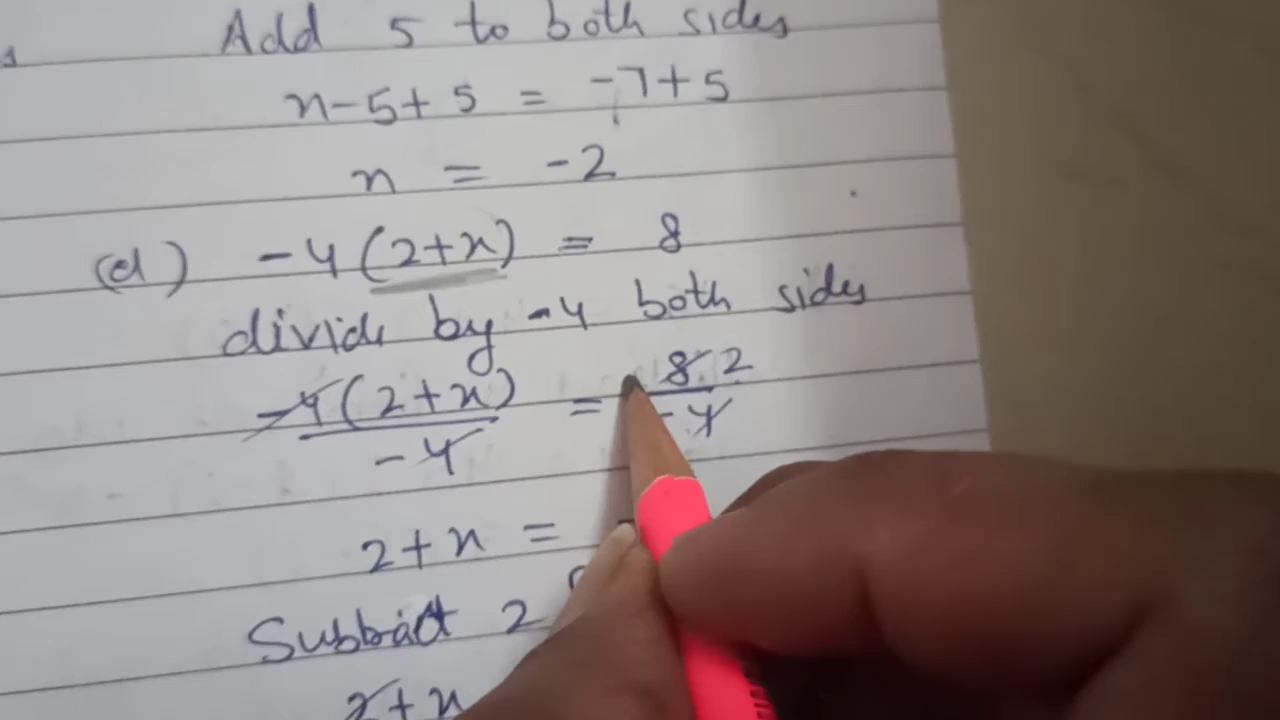 Add 5 to both sides
n-5+5 = -7+5
n = -2
(d) -4(2+x) = 8
divide by -4 both sides
-4(2+x) / -4 = 8 2 / -4
2+x =
Subtract 2
2+x